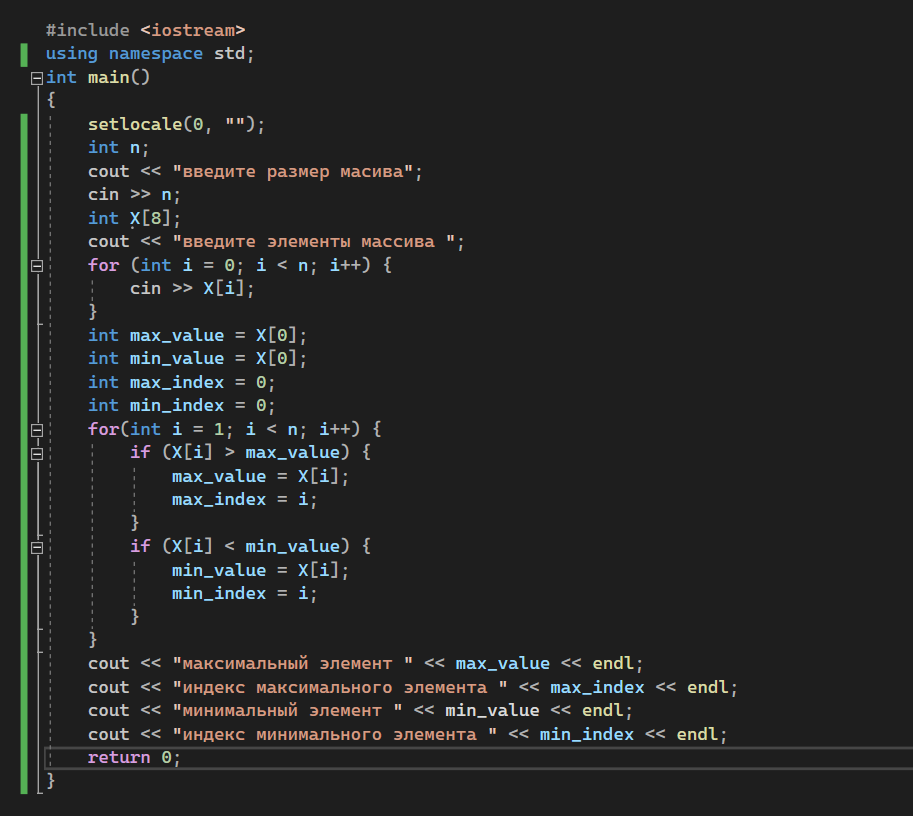 #include <iostream>
using namespace std;
int main()
{
    setlocale(0, "");
    int n;
    cout << "введите размер масива";
    cin >> n;
    int X[8];
    cout << "введите элементы массива ";
    for (int i = 0; i < n; i++) {
        cin >> X[i];
    }
    int max_value = X[0];
    int min_value = X[0];
    int max_index = 0;
    int min_index = 0;
    for(int i = 1; i < n; i++) {
        if (X[i] > max_value) {
            max_value = X[i];
            max_index = i;
        }
        if (X[i] < min_value) {
            min_value = X[i];
            min_index = i;
        }
    }
    cout << "максимальный элемент " << max_value << endl;
    cout << "индекс максимального элемента " << max_index << endl;
    cout << "минимальный элемент " << min_value << endl;
    cout << "индекс минимального элемента " << min_index << endl;
    return 0;
}